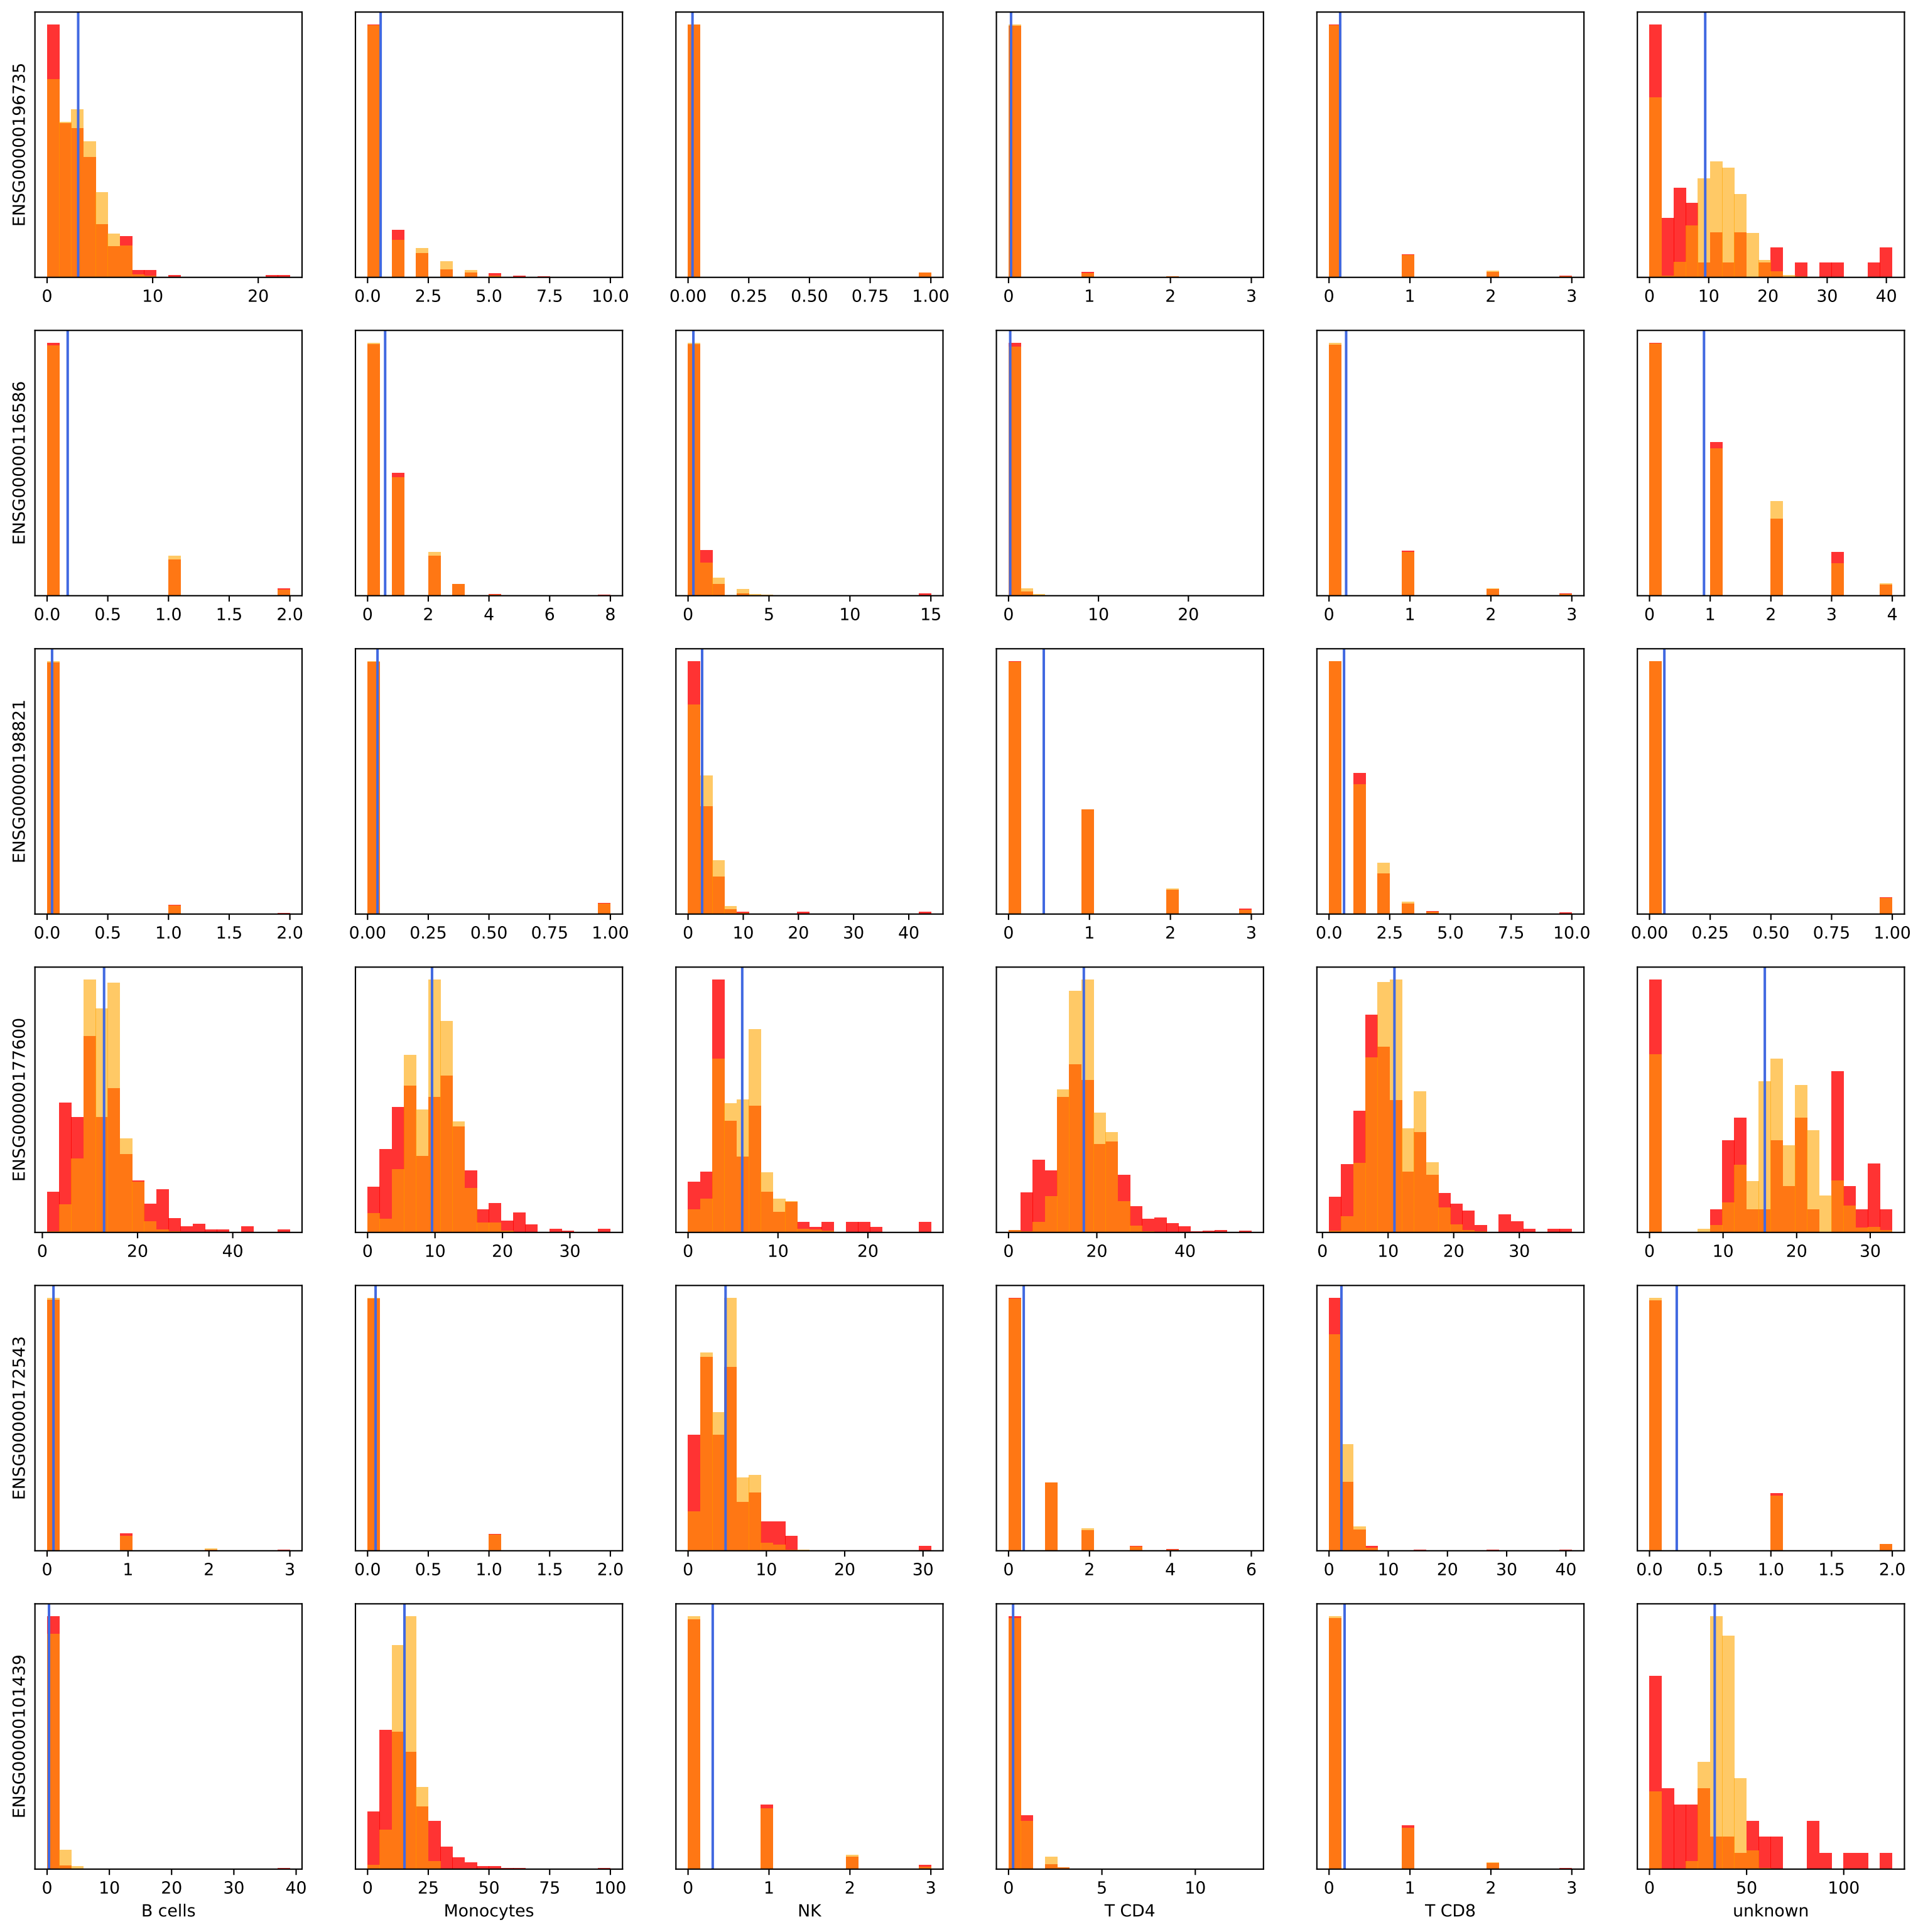 ENSG00000196735
0 10 20
0.0 2.5 5.0 7.5 10.0
0.00 0.25 0.50 0.75 1.00
0 1 2 3
0 1 2 3
0 10 20 30 40
ENSG00000116586
0.0 0.5 1.0 1.5 2.0
0 2 4 6 8
0 5 10 15
0 10 20
0 1 2 3
0 1 2 3 4
ENSG00000198821
0.0 0.5 1.0 1.5 2.0
0.00 0.25 0.50 0.75 1.00
0 10 20 30 40
0 1 2 3
0.0 2.5 5.0 7.5 10.0
0.00 0.25 0.50 0.75 1.00
ENSG00000177600
0 20 40
0 10 20 30
0 10 20
0 20 40
0 10 20 30
0 10 20 30
ENSG00000172543
0 1 2 3
0.0 0.5 1.0 1.5 2.0
0 10 20 30
0 2 4 6
0 10 20 30 40
0.0 0.5 1.0 1.5 2.0
ENSG00000101439
0 10 20 30 40
0 25 50 75 100
0 1 2 3
0 5 10
0 1 2 3
0 50 100
B cells
Monocytes
NK
T CD4
T CD8
unknown